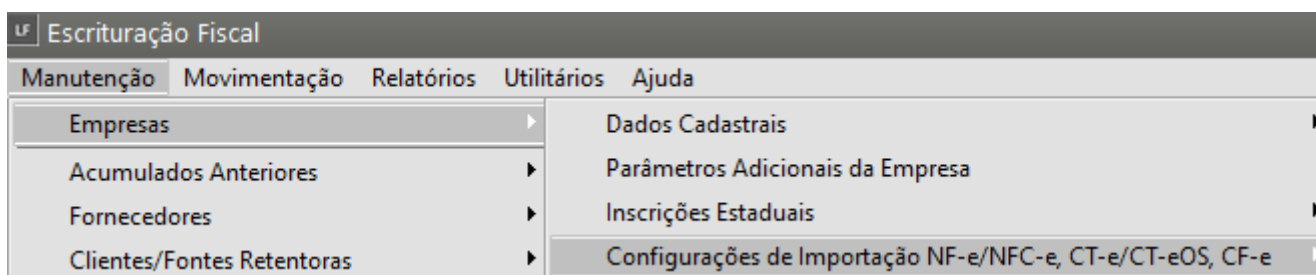 LF Escrituração Fiscal
Manutenção Movimentação Relatórios Utilitários Ajuda
Empresas
Acumulados Anteriores
Fornecedores
Clientes/Fontes Retentoras
Dados Cadastrais
Parâmetros Adicionais da Empresa
Inscrições Estaduais
Configurações de Importação NF-e/NFC-e, CT-e/CT-eOS, CF-e